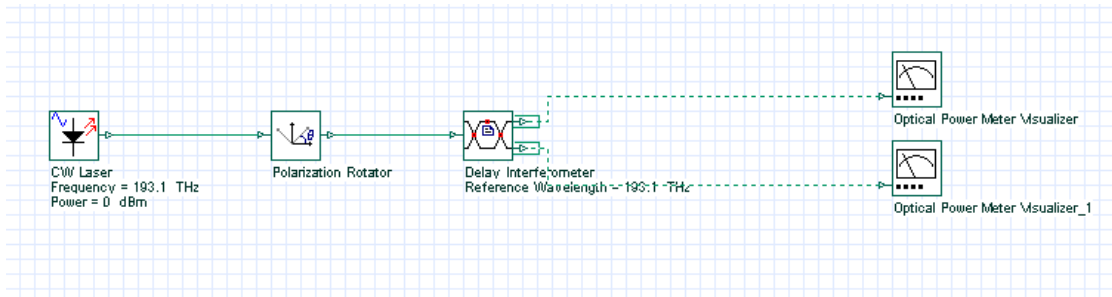 Optical Power Meter Visualizer
CW Laser
Frequency = 193.1 THz
Power = 0 dBm
Polarization Rotator
Delay Interferometer
Reference Wavelength = 193.1 THz
Optical Power Meter Visualizer_1